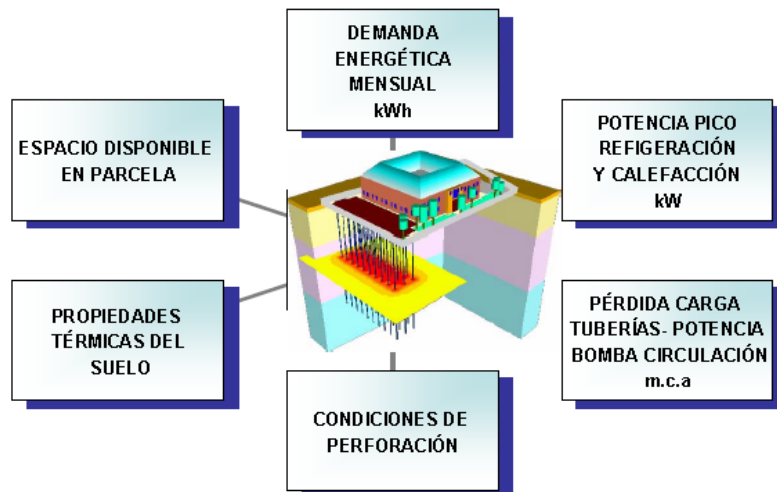 DEMANDA
ENERGÉTICA
MENSUAL
kWh
ESPACIO DISPONIBLE
EN PARCELA
POTENCIA PICO
REFIGERACIÓN
Y CALEFACCIÓN
kW
PROPIEDADES
TÉRMICAS DEL
SUELO
PÉRDIDA CARGA
TUBERÍAS- POTENCIA
BOMBA CIRCULACIÓN
m.c.a
CONDICIONES DE
PERFORACIÓN